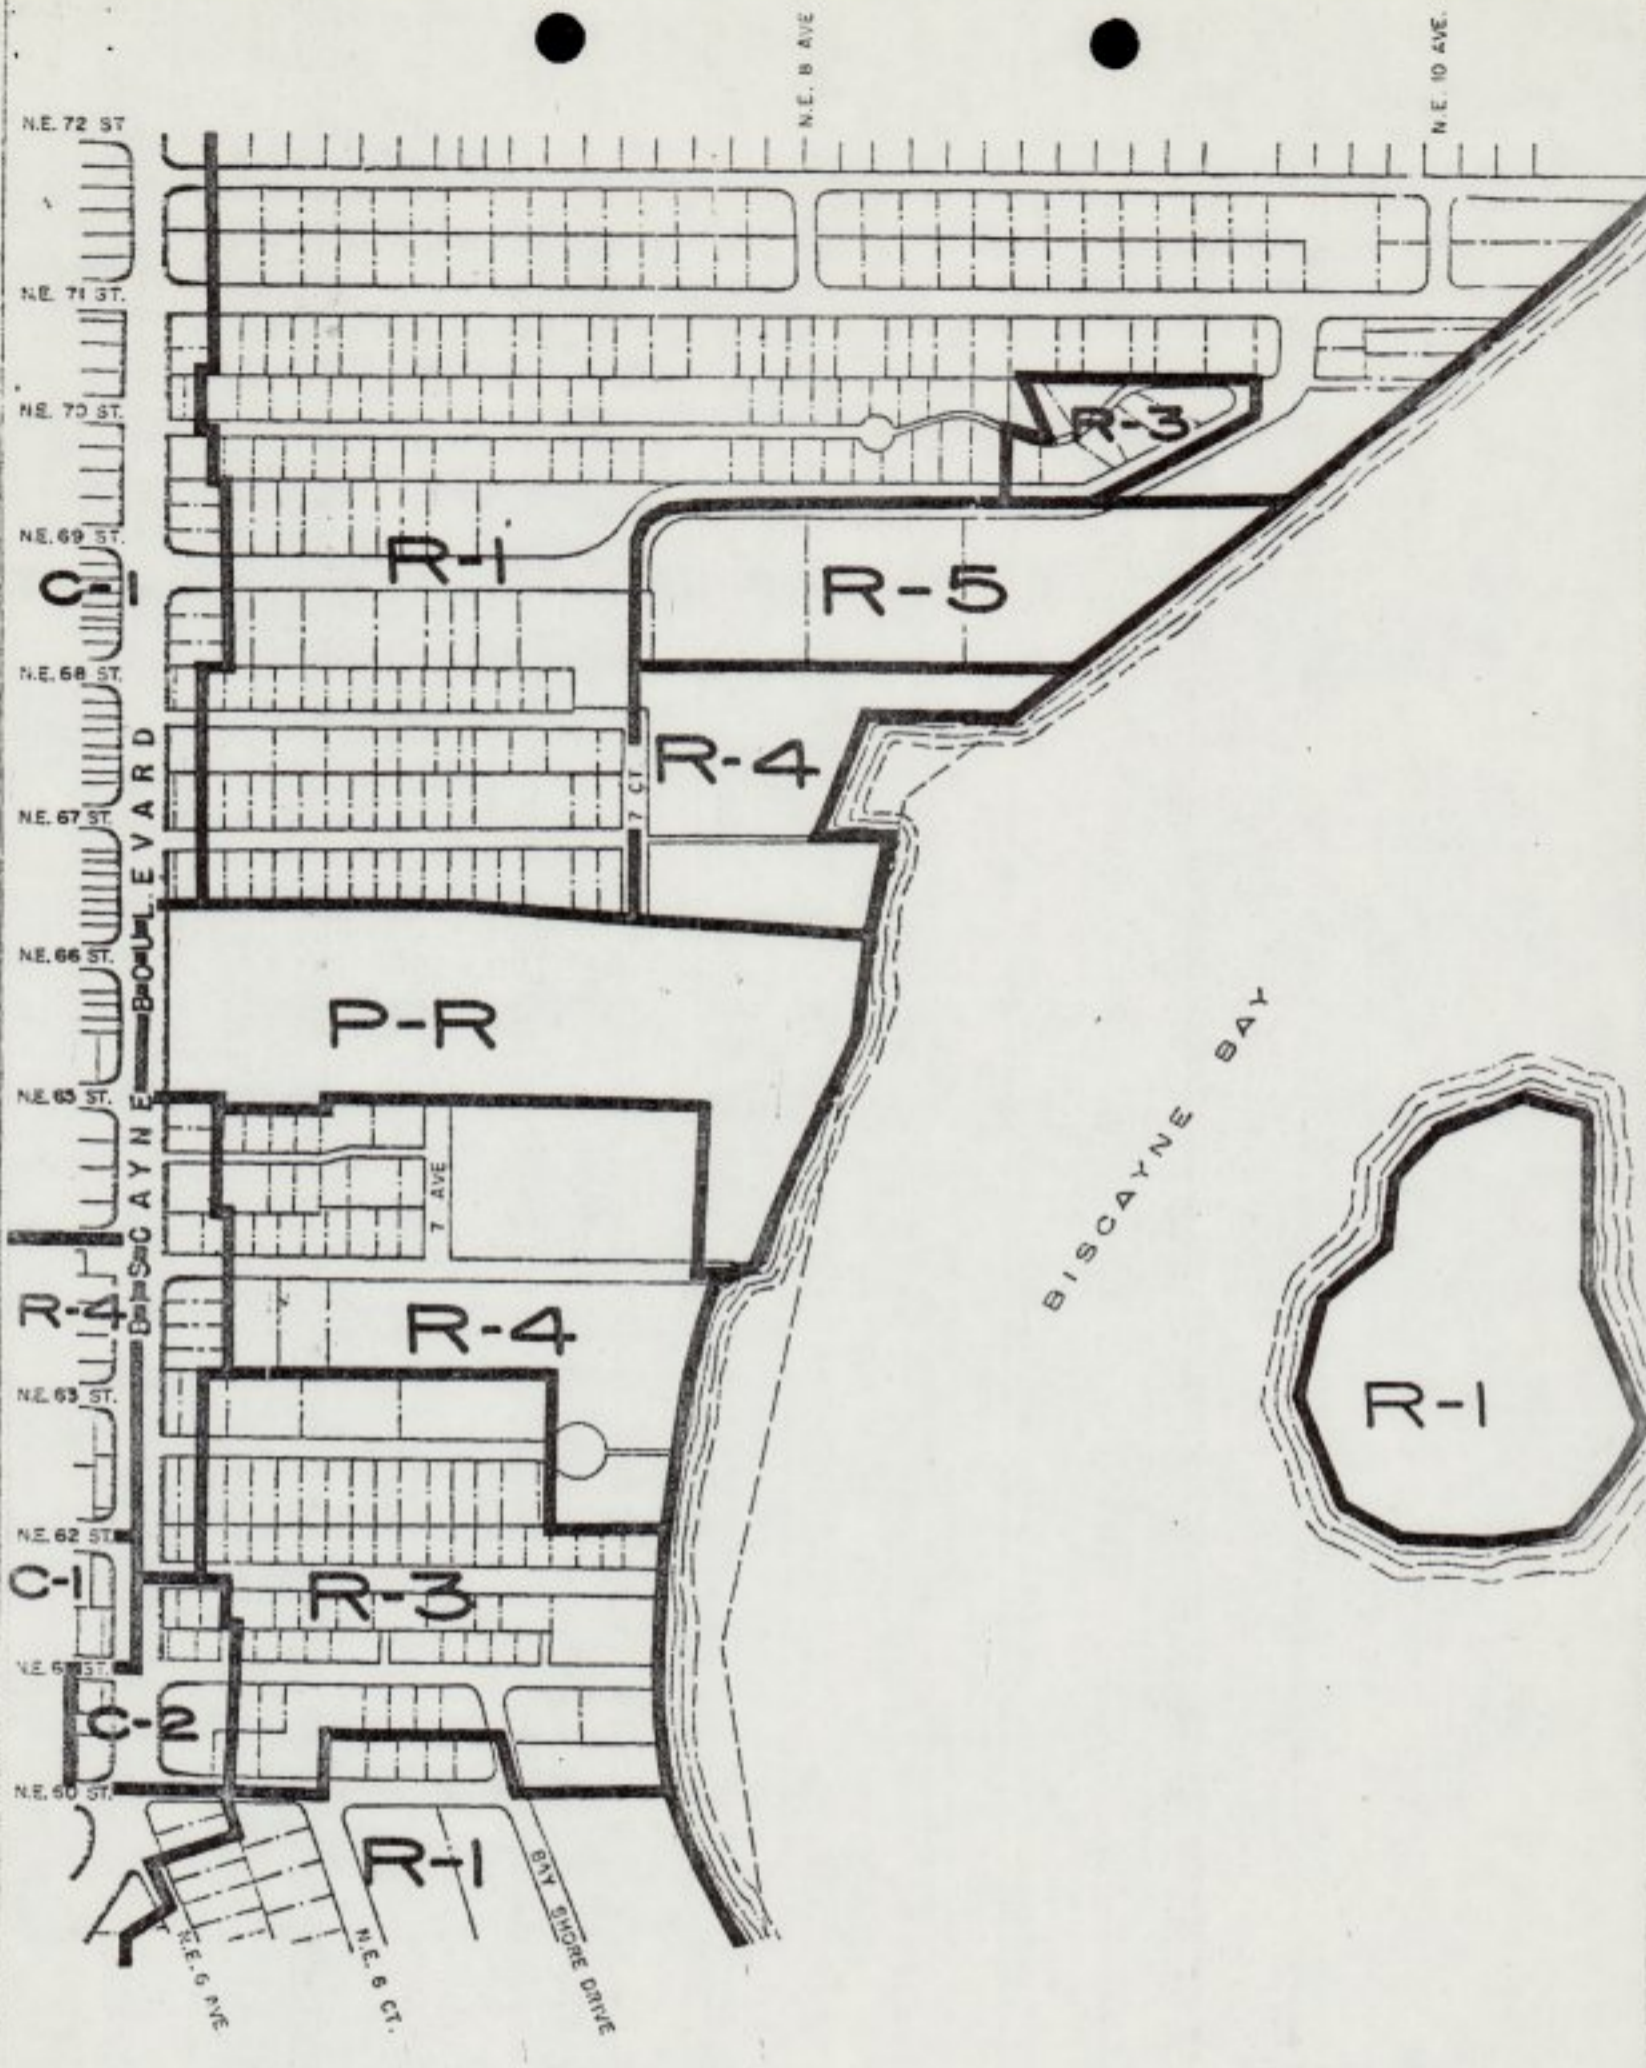 N.E. 8 AVE
N.E. 10 AVE.
N.E. 72 ST
N.E. 71 ST.
N.E. 70 ST.
R-3
N.E. 69 ST.
C-1
R-1
R-5
N.E. 68 ST.
R-4
7 CT.
N.E. 67 ST.
BISCAYNE BOULEVARD
N.E. 66 ST.
P-R
BISCAYNE BAY
N.E. 65 ST.
7 AVE
R-4
R-4
N.E. 63 ST.
R-1
N.E. 62 ST.
C-1
R-3
C-2
N.E. 60 ST.
R-1
BAY SHORE DRIVE
N.E. 6 AVE
N.E. 6 CT.